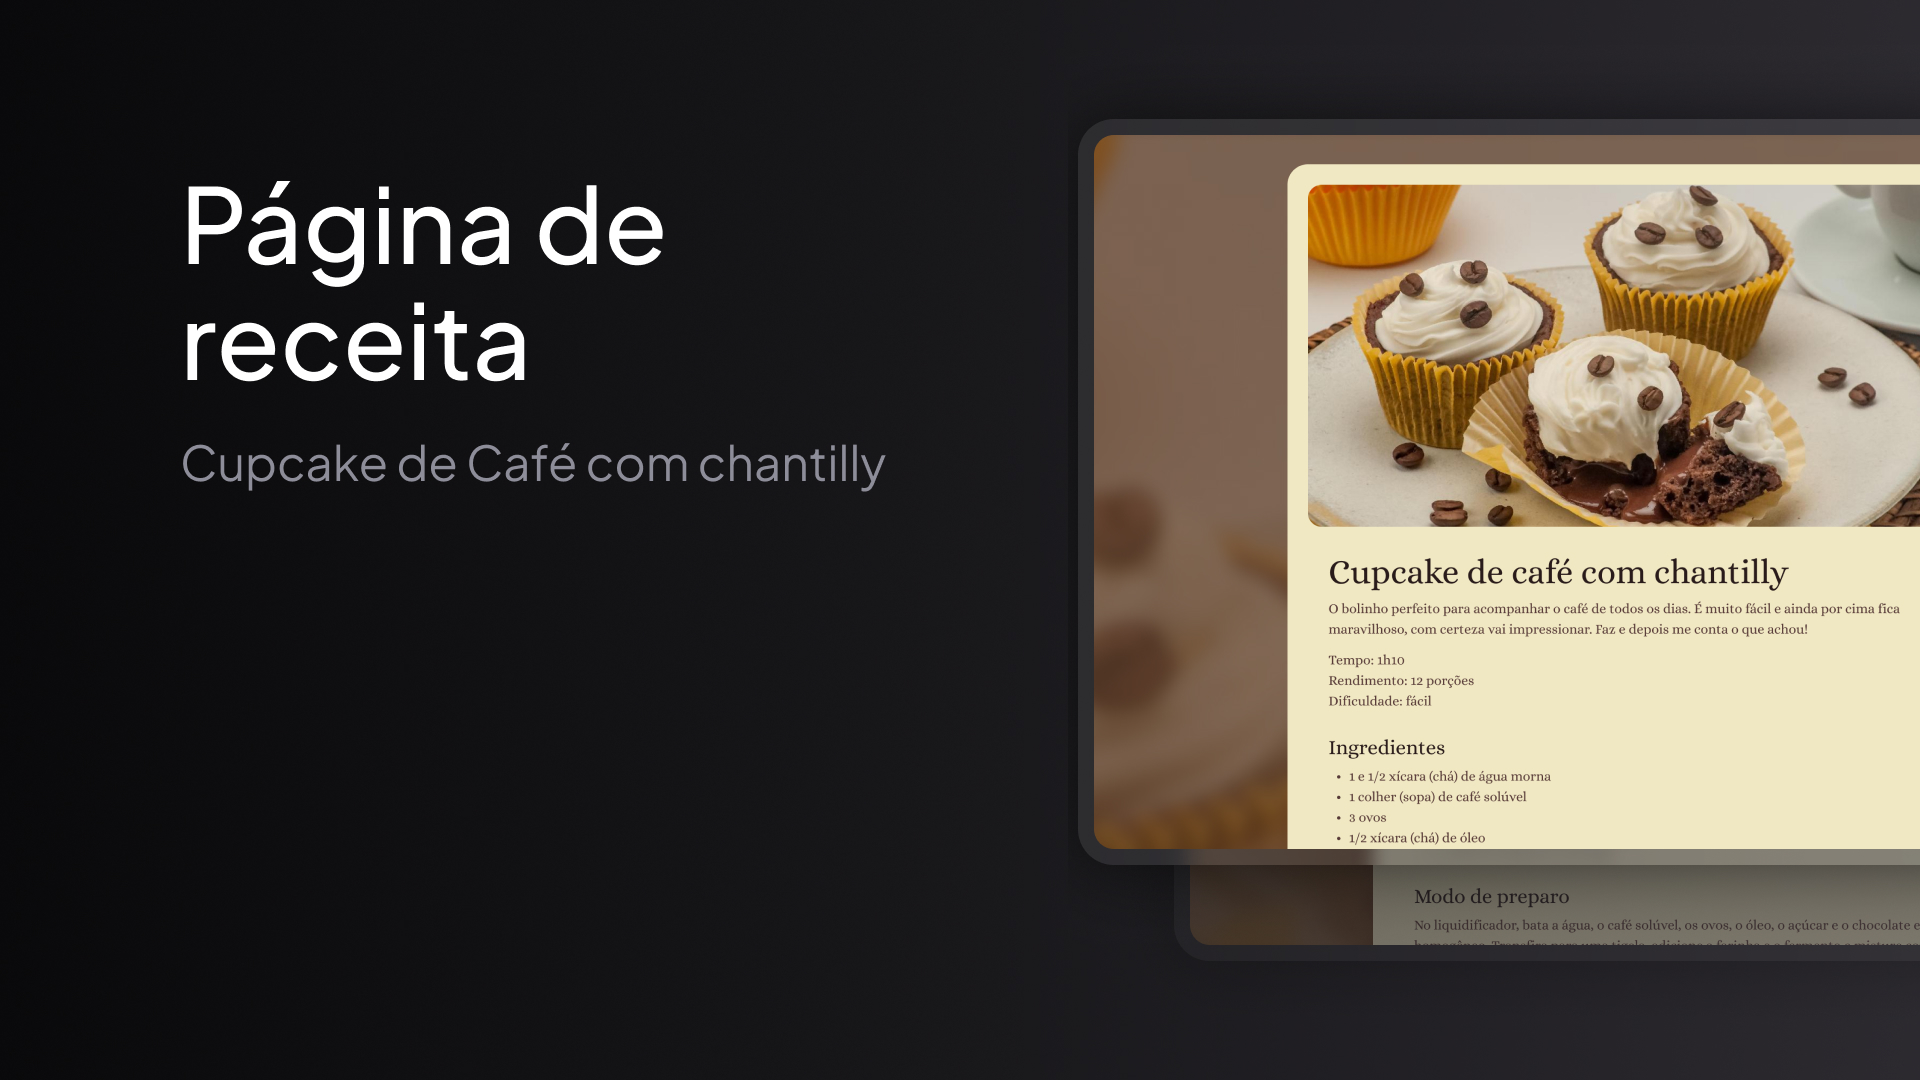 Página de
receita
Cupcake de Café com chantilly
Cupcake de café com chantilly
O bolinho perfeito para acompanhar o café de todos os dias. É muito fácil e ainda por cima fica
maravilhoso, com certeza vai impressionar. Faz e depois me conta o que achou!
Tempo: 1h10
Rendimento: 12 porções
Dificuldade: fácil
Ingredientes
• 1 e 1/2 xícara (chá) de água morna
• 1 colher (sopa) de café solúvel
• 3 ovos
• 1/2 xícara (chá) de óleo
Modo de preparo
No liquidificador, bata a água, o café solúvel, os ovos, o óleo, o açúcar e o chocolate e